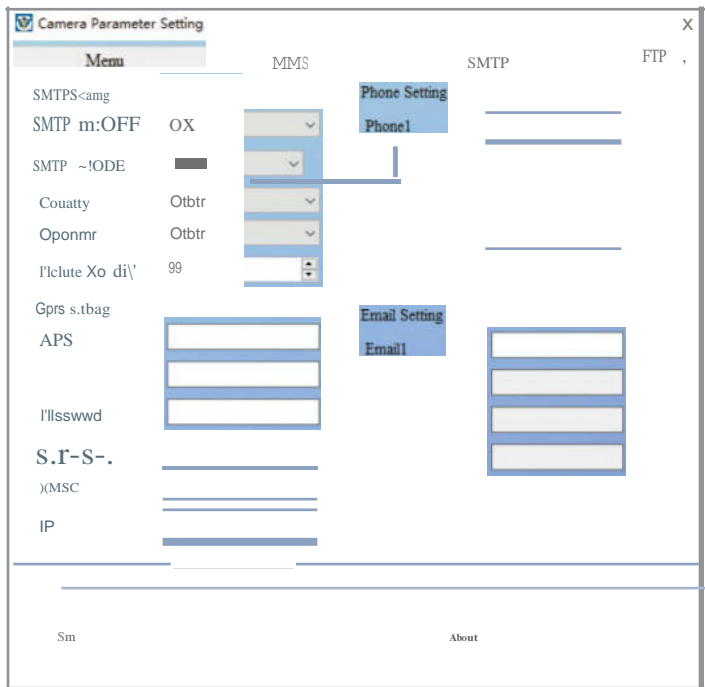 Camera Parameter Setting X
Menu MMS SMTP FTP ,
SMTPS<amg Phone Setting
SMTP m:OFF OX Phone1
SMTP ~!ODE
Couatty Otbtr
Oponmr Otbtr
l'lclute Xo di\' 99
Gprs s.tbag Email Setting
APS Email1
l'llsswwd
s.r-s-.
)(MSC
IP
Sm About